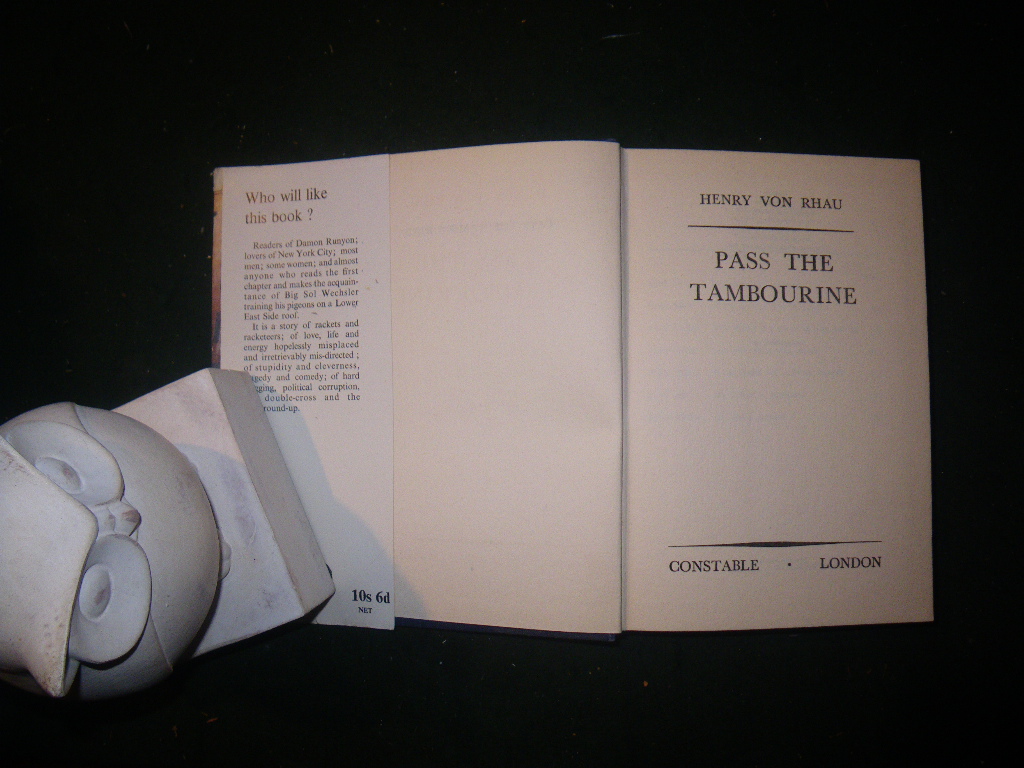 Who will like
this book ?
Readers of Damon Runyon;
lovers of New York City; most
men; some women; and almost
anyone who reads the first
chapter and makes the acquain-
tance of Big Sol Wechsler
training his pigeons on a Lower
East Side roof.
It is a story of rackets and
racketeers; of love, life and
energy hopelessly misplaced
and irretrievably mis-directed ;
of stupidity and cleverness,
and comedy; of hard
political corruption,
double-cross and the
round-up.
10s 6d
NET
HENRY VON RHAU
PASS THE
TAMBOURINE
CONSTABLE · LONDON